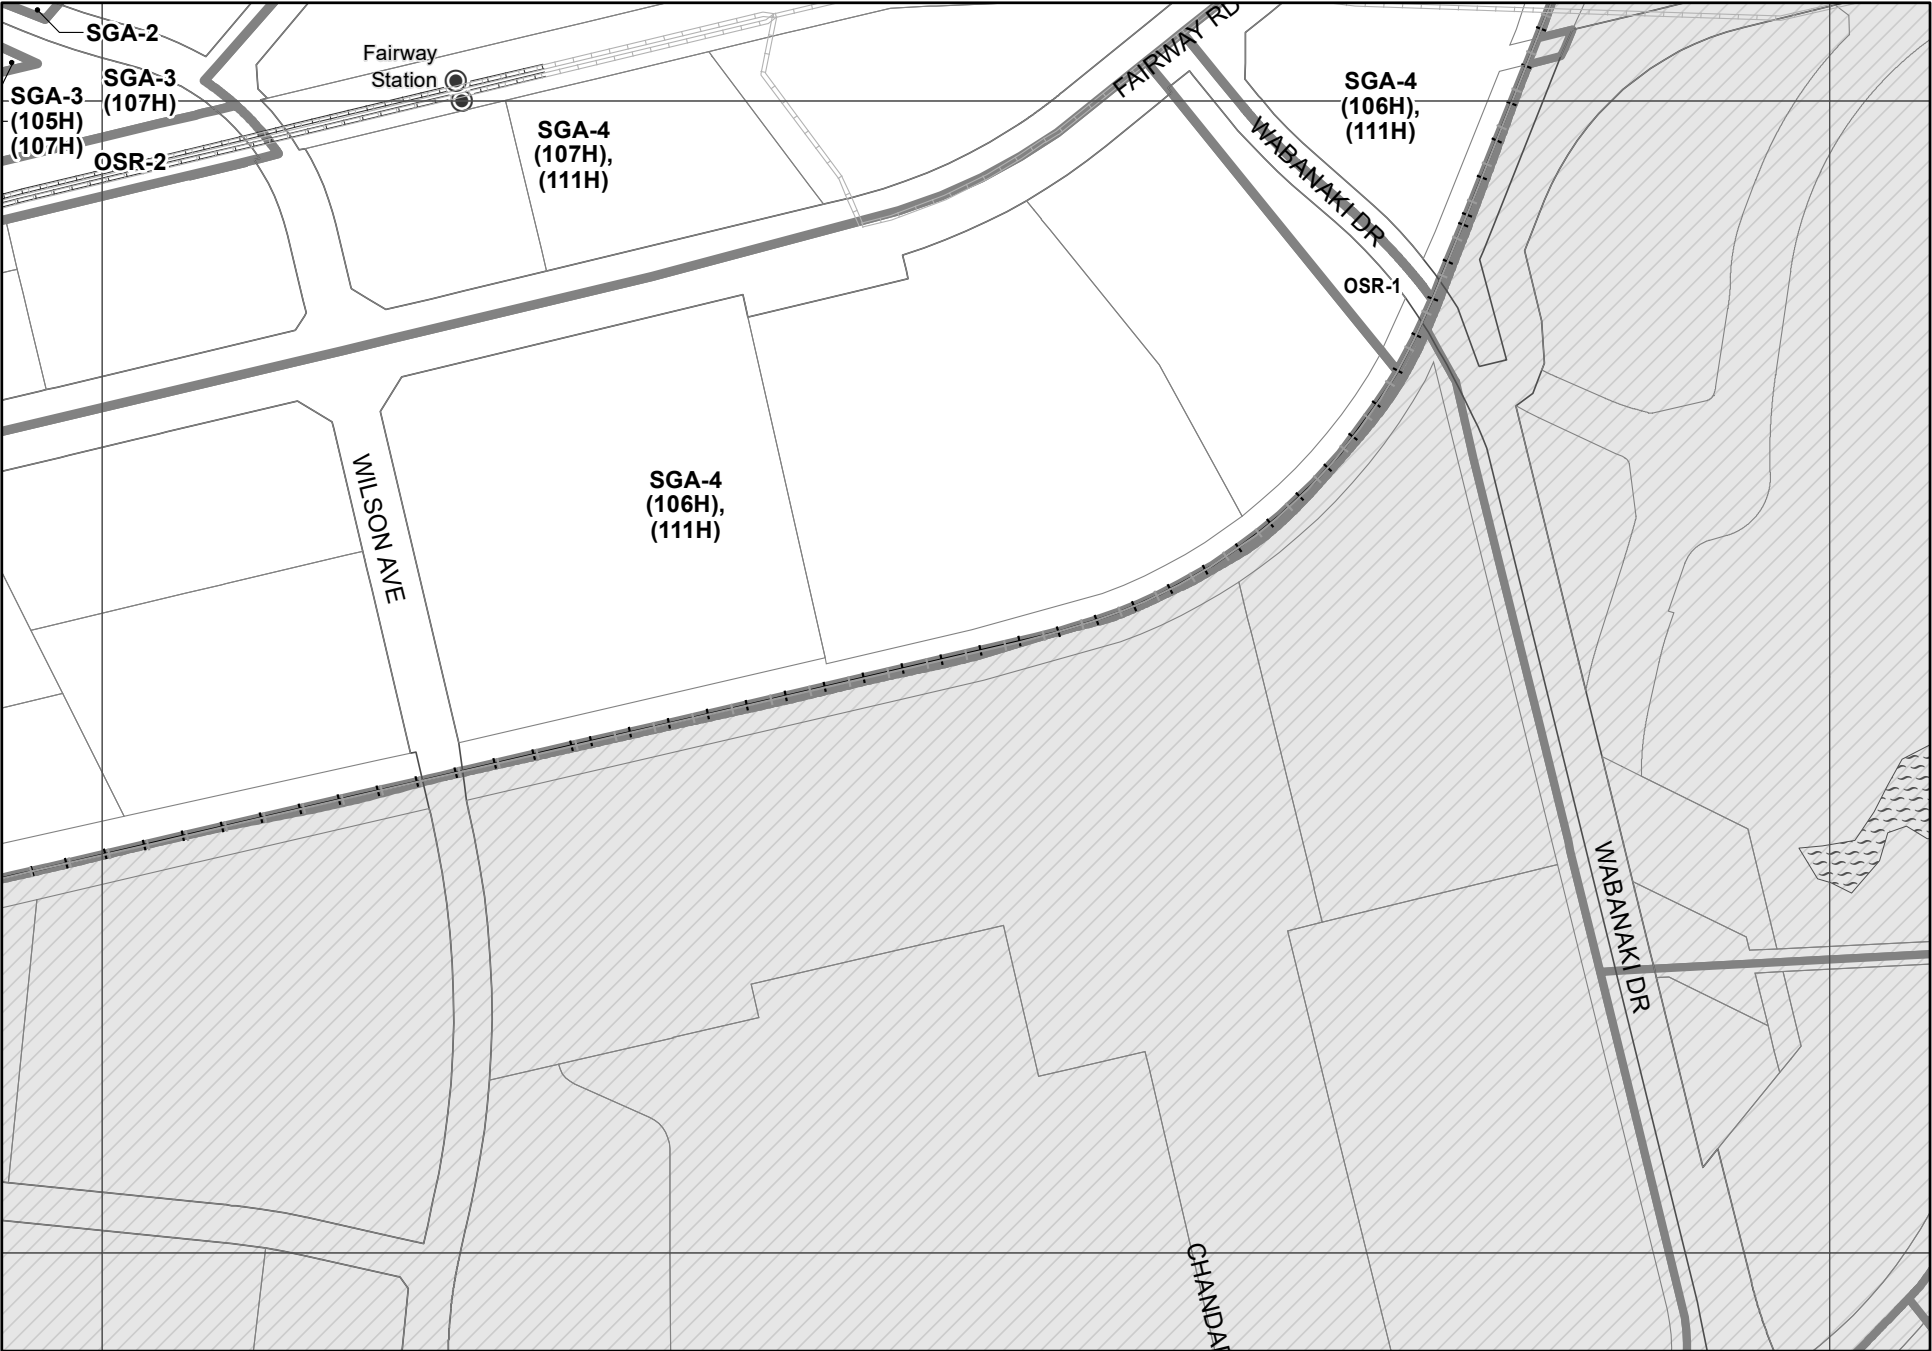 SGA-2
Fairway
Station
SGA-3
(107H)
SGA-3
(105H)
(107H)
OSR-2
SGA-4
(107H),
(111H)
FAIRWAY RD
SGA-4
(106H),
(111H)
WABANAKI DR
OSR-1
WILSON AVE
SGA-4
(106H),
(111H)
WABANAKI DR